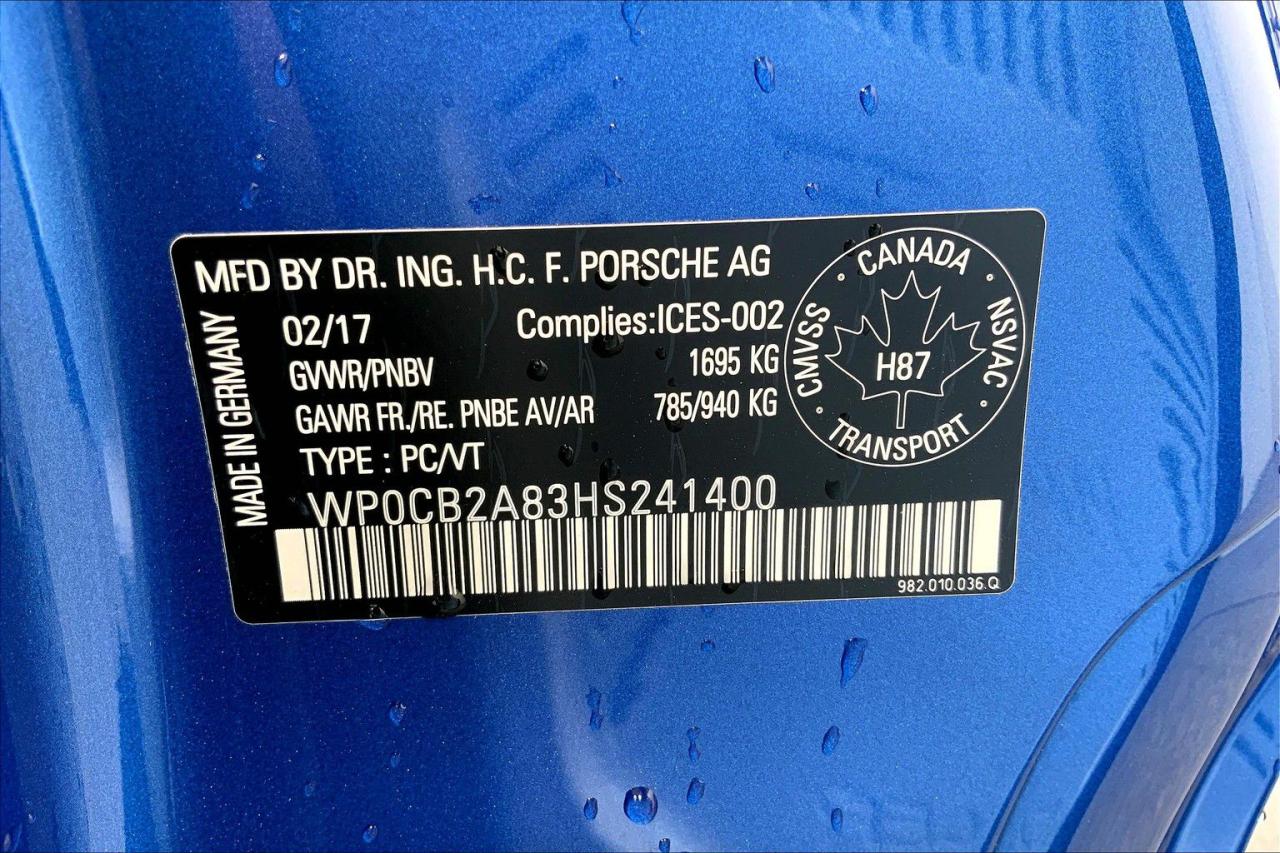 MFD BY DR. ING. H.C. F. PORSCHE AG
02/17 Complies:ICES-002
GVWR/PNBV 1695 KG
GAWR FR./RE. PNBE AV/AR 785/940 KG
TYPE : PC/VT
WP0CB2A83HS241400
982.010.036.Q
MADE IN GERMANY
CANADA
CMVSS
NSVAC
H87
TRANSPORT